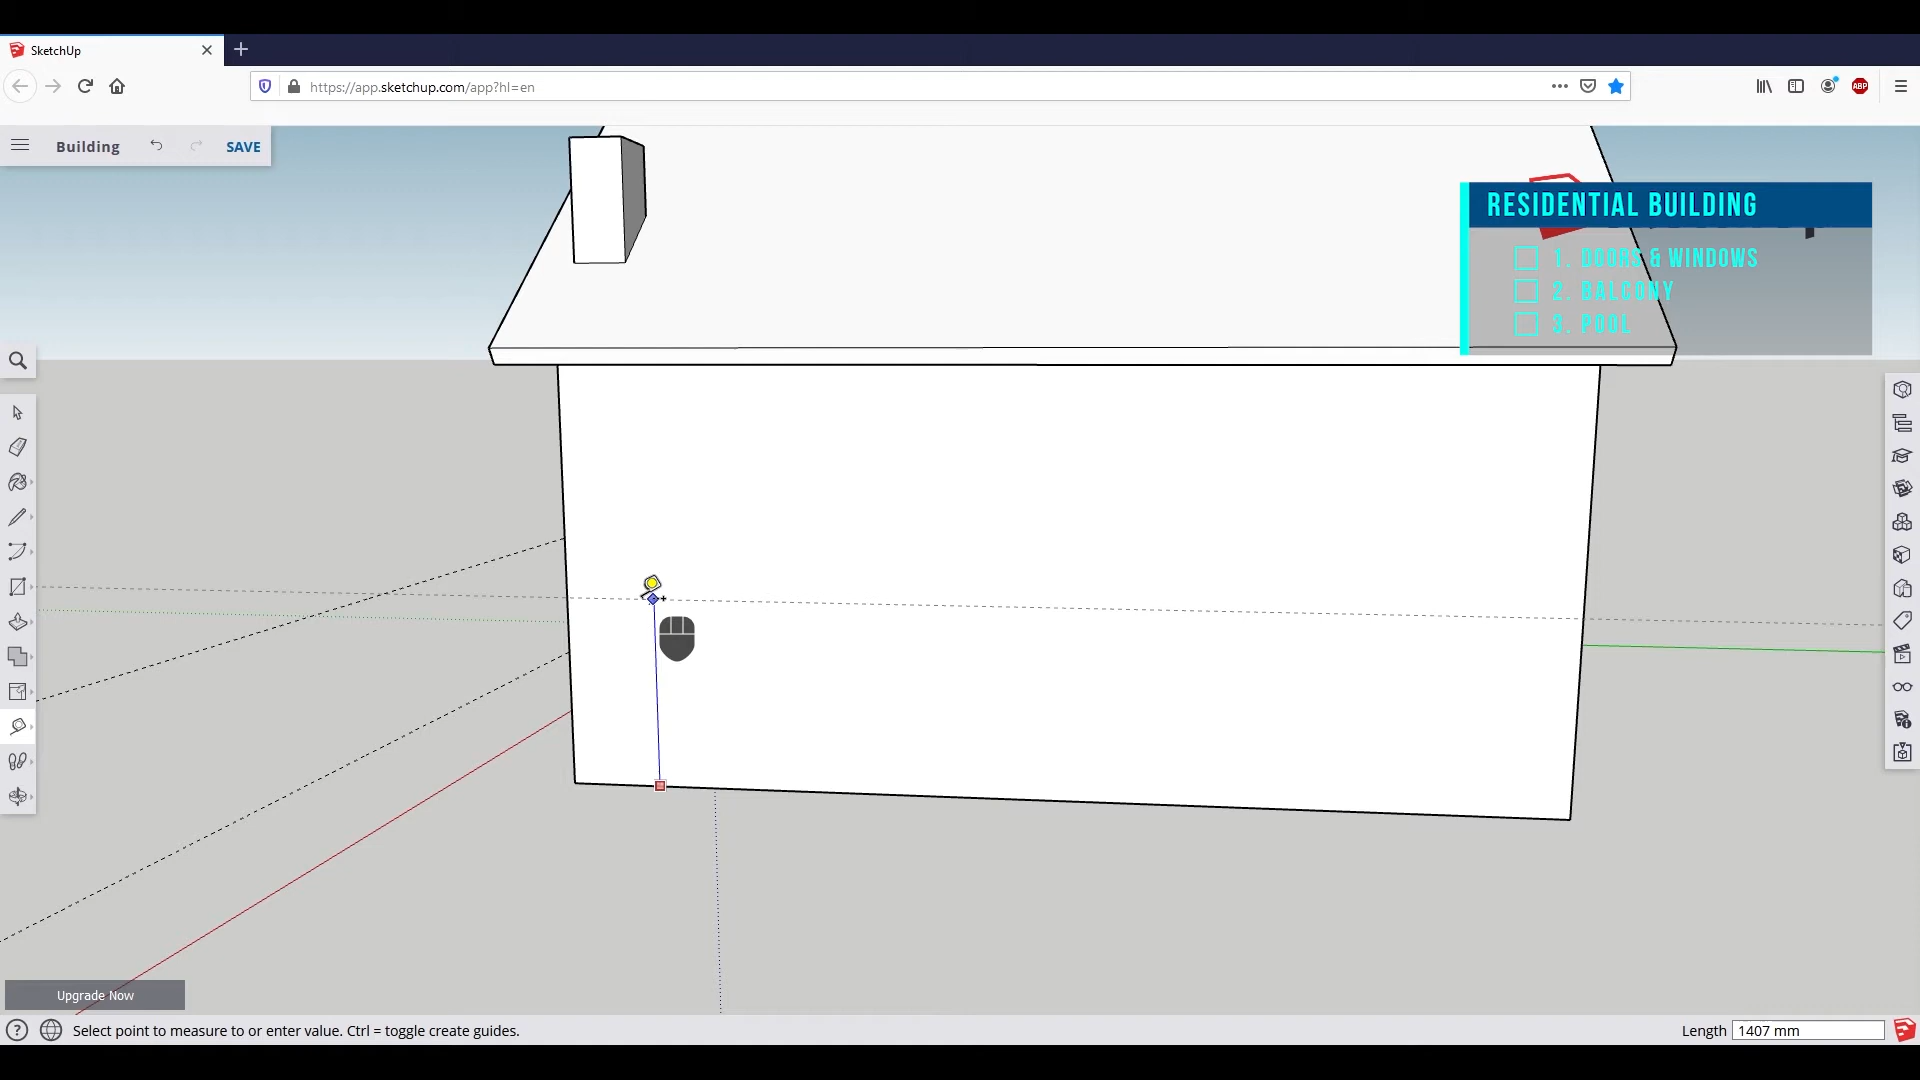 SketchUp
https://app.sketchup.com/app?hl=en
ABP
Building
SAVE
RESIDENTIAL BUILDING
1. DOORS & WINDOWS
2. BALCONY
3. POOL
Upgrade Now
Select point to measure to or enter value. Ctrl = toggle create guides.
Length 1407 mm